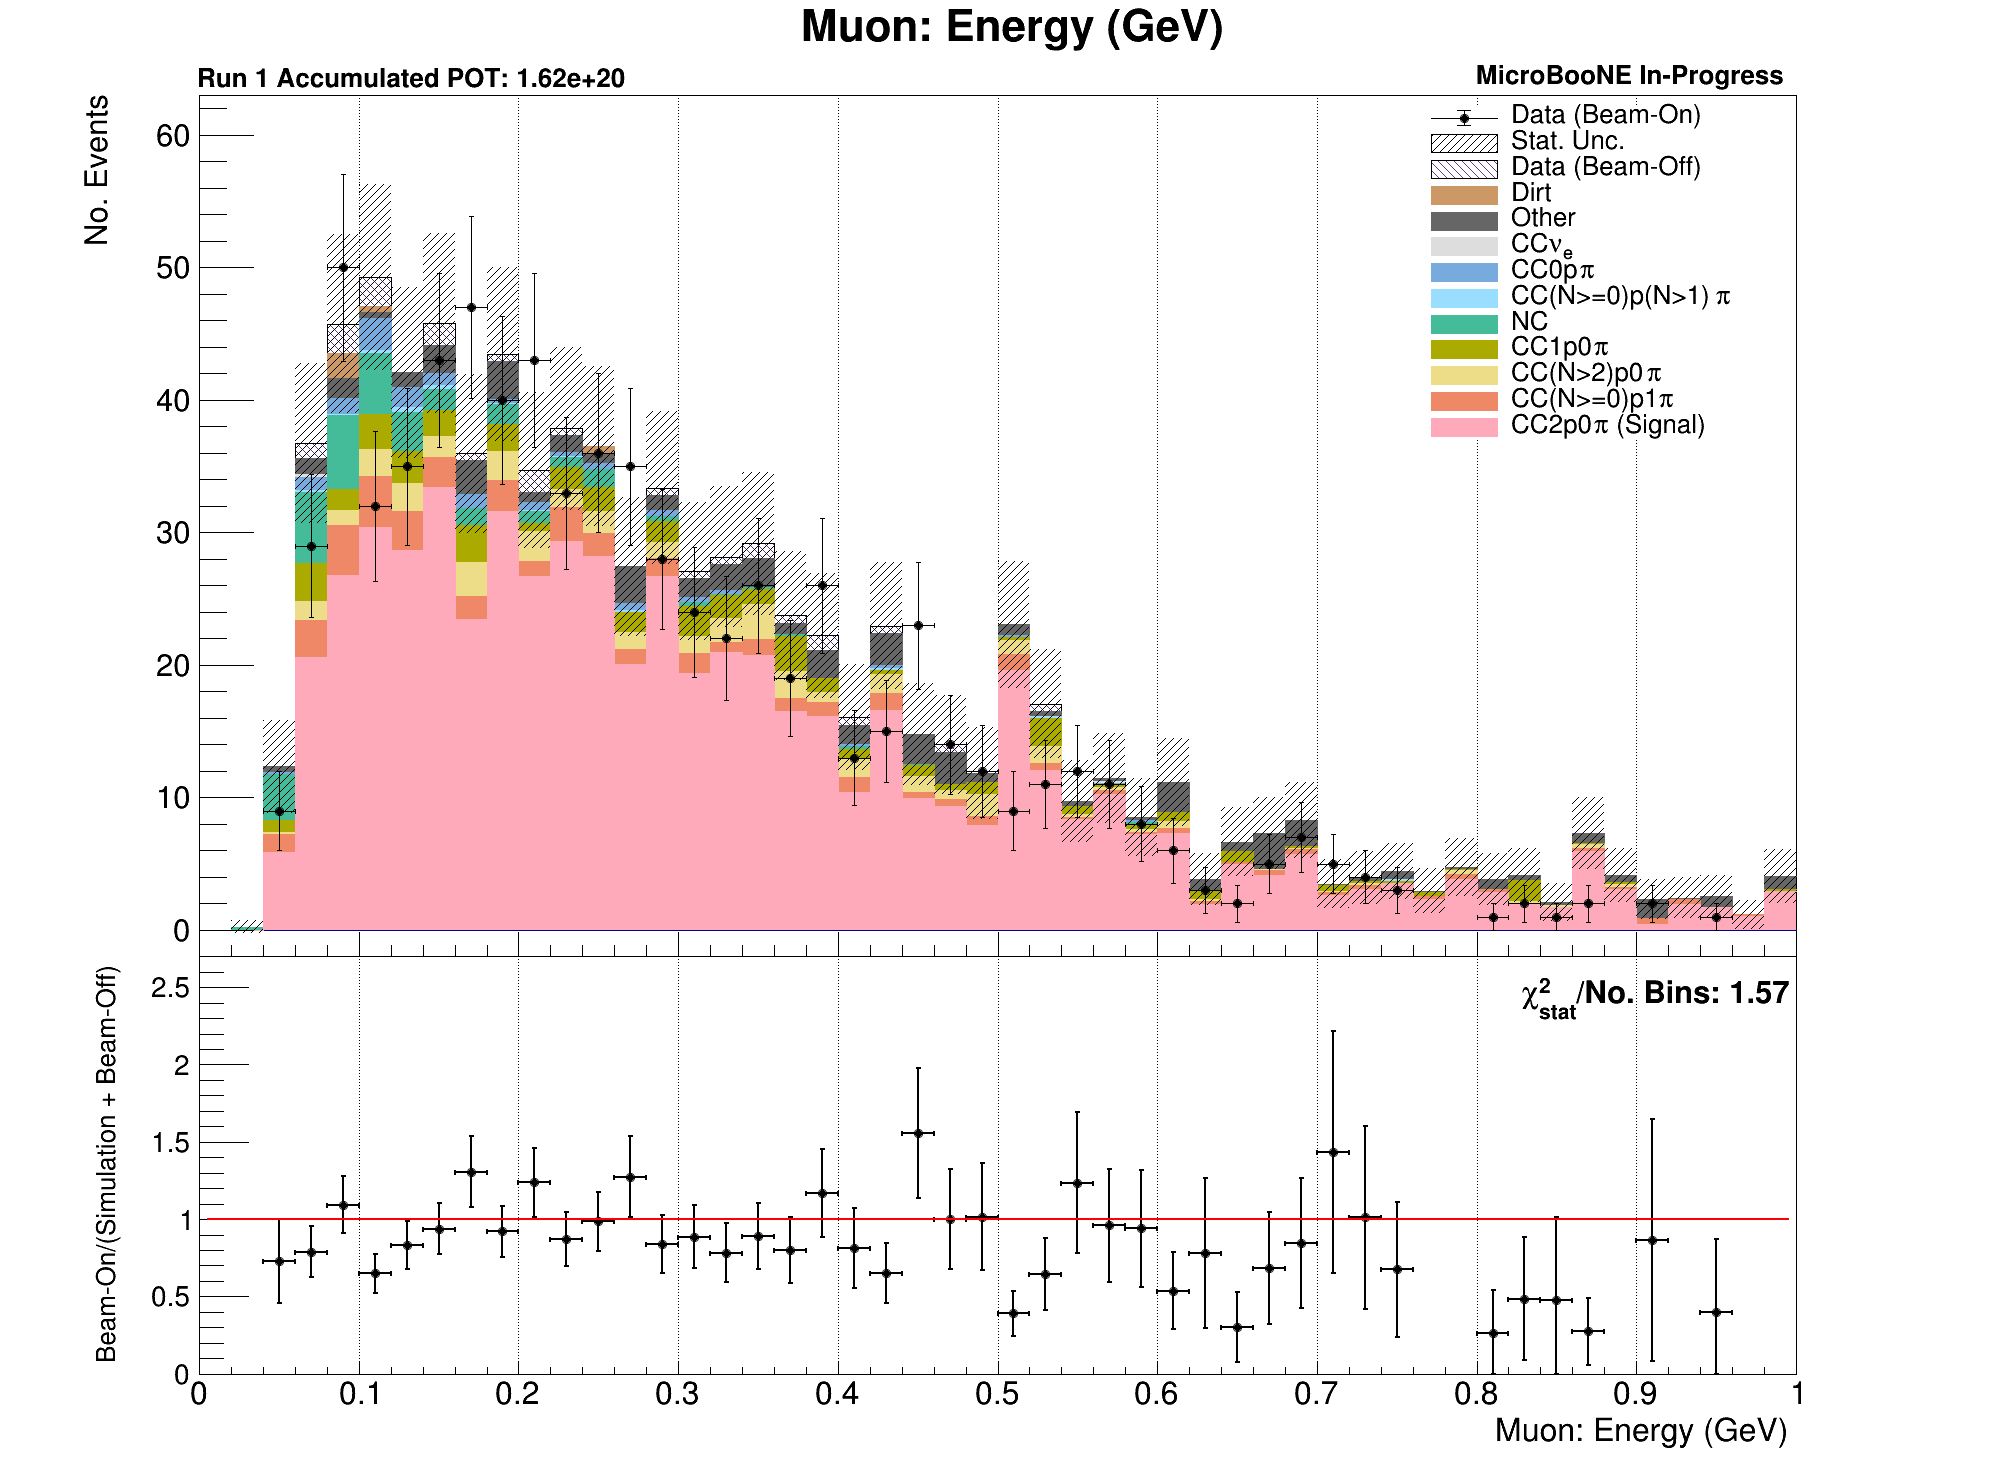 Muon: Energy (GeV)
Run 1 Accumulated POT: 1.62e+20
MicroBooNE In-Progress
No. Events
60
50
40
30
20
10
0
Data (Beam-On)
Stat. Unc.
Data (Beam-Off)
Dirt
Other
CCνe
CC0pπ
CC(N>=0)p(N>1) π
NC
CC1p0π
CC(N>2)p0π
CC(N>=0)p1π
CC2p0π (Signal)
Beam-On/(Simulation + Beam-Off)
2.5
2
1.5
1
0.5
0
χ²stat/No. Bins: 1.57
0 0.1 0.2 0.3 0.4 0.5 0.6 0.7 0.8 0.9 1
Muon: Energy (GeV)